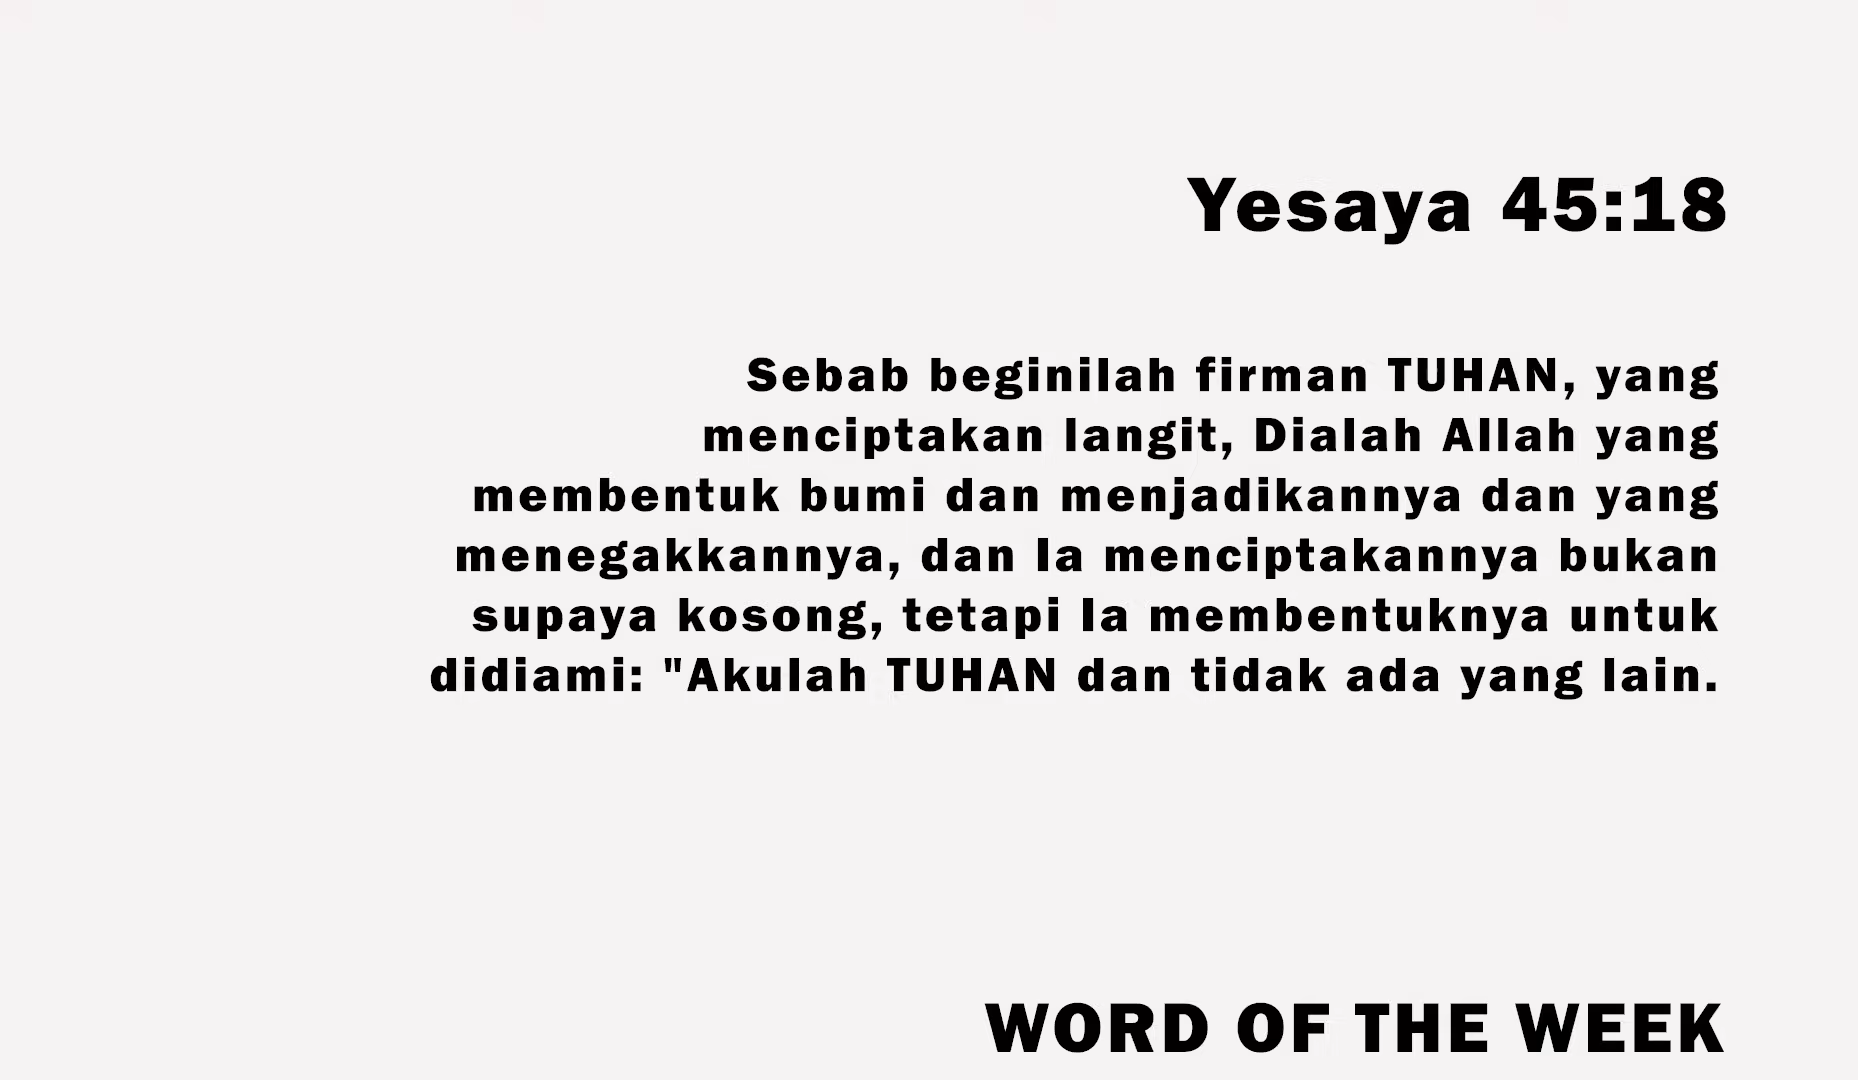 Yesaya 45:18
Sebab beginilah firman TUHAN, yang
menciptakan langit, Dialah Allah yang
membentuk bumi dan menjadikannya dan yang
menegakkannya, dan Ia menciptakannya bukan
supaya kosong, tetapi Ia membentuknya untuk
didiami: "Akulah TUHAN dan tidak ada yang lain.
WORD OF THE WEEK